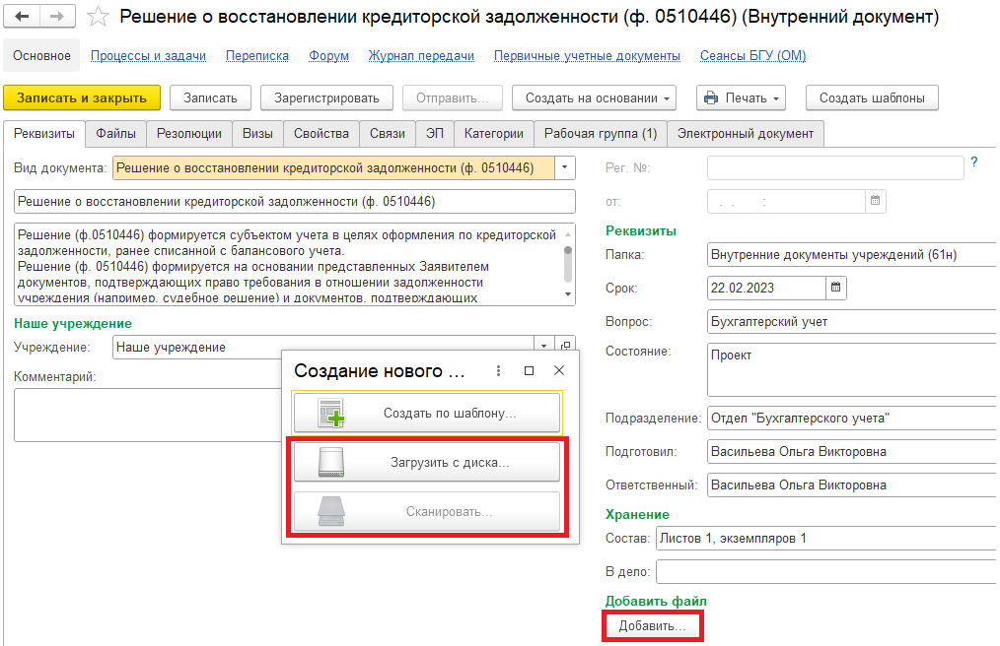 Решение о восстановлении кредиторской задолженности (ф. 0510446) (Внутренний документ)
Основное Процессы и задачи Переписка Форум Журнал передачи Первичные учетные документы Сеансы БГУ (ОМ)
Записать и закрыть Записать Зарегистрировать Отправить... Создать на основании Печать Создать шаблоны
Реквизиты Файлы Резолюции Визы Свойства Связи ЭП Категории Рабочая группа (1) Электронный документ
Вид документа: Решение о восстановлении кредиторской задолженности (ф. 0510446)
Решение о восстановлении кредиторской задолженности (ф. 0510446)
Решение (ф.0510446) формируется субъектом учета в целях оформления по кредиторской
задолженности, ранее списанной с балансового учета.
Решение (ф. 0510446) формируется на основании представленных Заявителем
документов, подтверждающих право требования в отношении задолженности
учреждения (например, судебное решение) и документов, подтверждающих
Наше учреждение
Учреждение: Наше учреждение
Комментарий:
Создание нового ...
Создать по шаблону...
Загрузить с диска...
Сканировать...
Рег. №: ?
от: . . :
Реквизиты
Папка: Внутренние документы учреждений (61н)
Срок: 22.02.2023
Вопрос: Бухгалтерский учет
Состояние: Проект
Подразделение: Отдел "Бухгалтерского учета"
Подготовил: Васильева Ольга Викторовна
Ответственный: Васильева Ольга Викторовна
Хранение
Состав: Листов 1, экземпляров 1
В дело:
Добавить файл
Добавить...